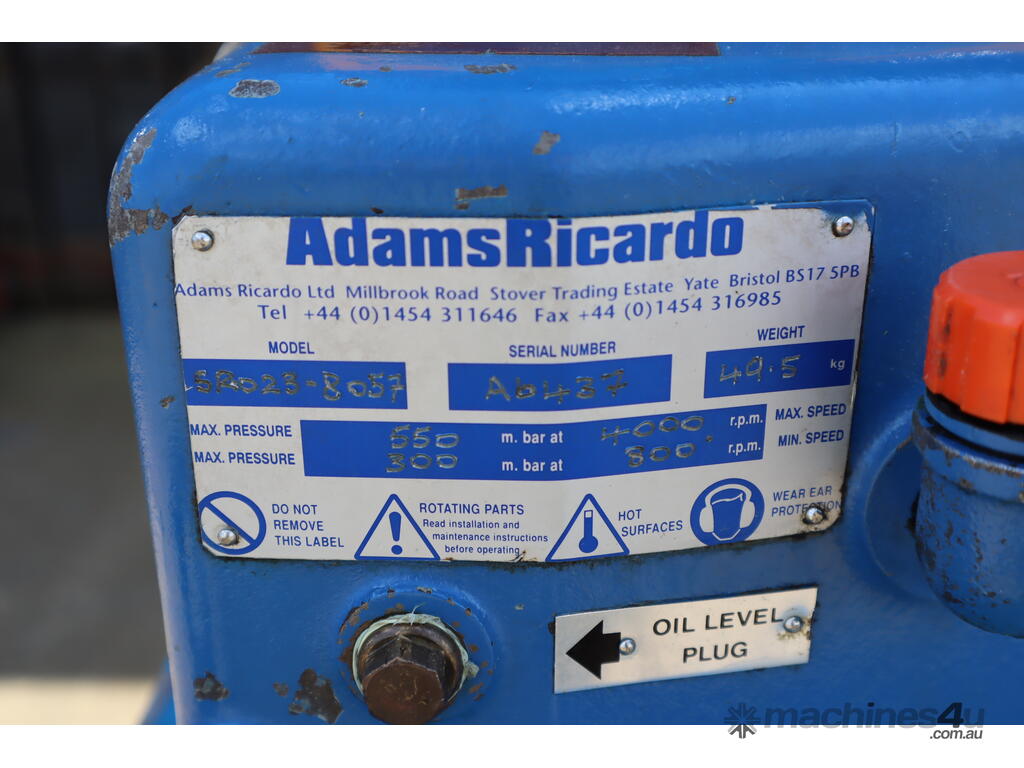 AdamsRicardo
Adams Ricardo Ltd Millbrook Road Stover Trading Estate Yate Bristol BS17 5PB
Tel +44 (0)1454 311646 Fax +44 (0)1454 316985
MODEL SERIAL NUMBER WEIGHT
SR023-8057 Ab437 49.5 kg
MAX. PRESSURE 550 m. bar at 4000 r.p.m. MAX. SPEED
MAX. PRESSURE 300 m. bar at 800 r.p.m. MIN. SPEED
DO NOT
REMOVE
THIS LABEL
ROTATING PARTS
Read installation and
maintenance instructions
before operating
HOT
SURFACES
WEAR EAR
PROTECTION
OIL LEVEL
PLUG
machines4u
.com.au